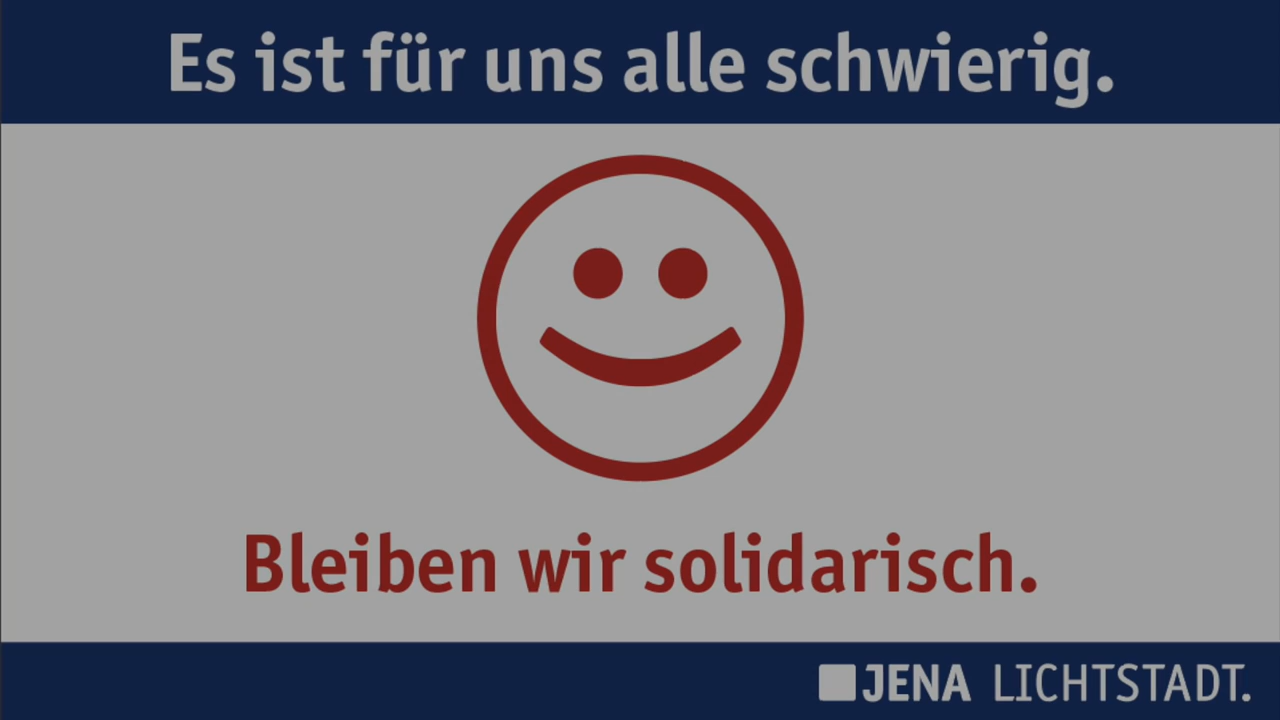 Es ist für uns alle schwierig.
Bleiben wir solidarisch.
JENA LICHTSTADT.